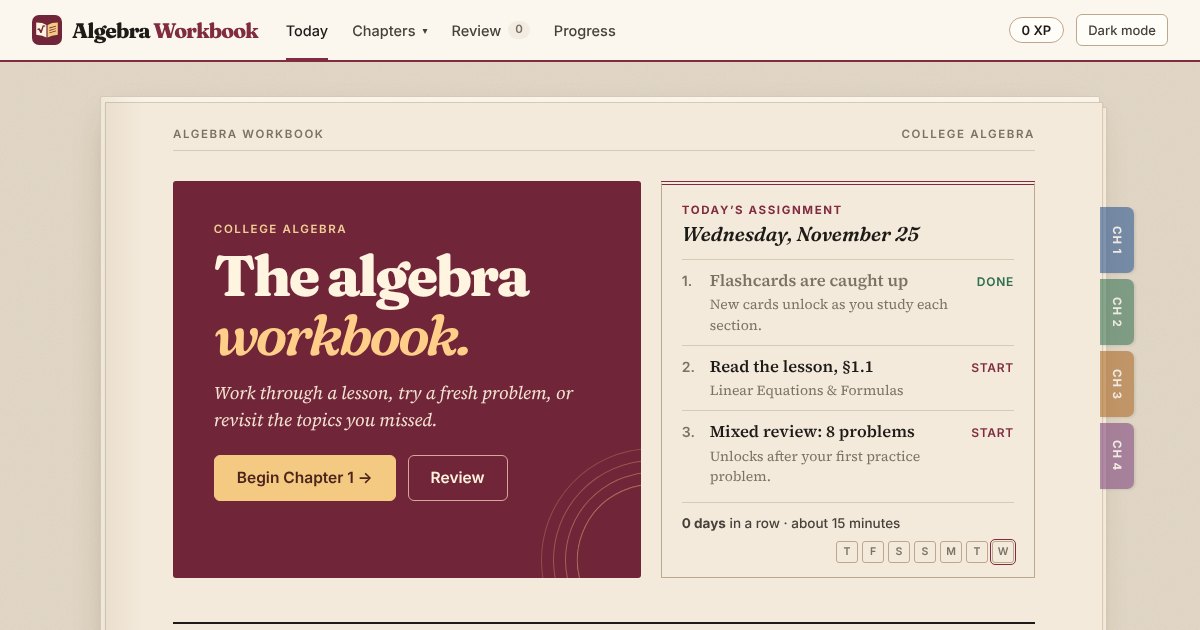 Algebra Workbook
Today
Chapters ▾
Review 0
Progress
0 XP
Dark mode
ALGEBRA WORKBOOK
COLLEGE ALGEBRA
COLLEGE ALGEBRA
The algebra
workbook.
Work through a lesson, try a fresh problem, or
revisit the topics you missed.
Begin Chapter 1 →
Review
TODAY’S ASSIGNMENT
Wednesday, November 25
1. Flashcards are caught up DONE
New cards unlock as you study each
section.
2. Read the lesson, §1.1 START
Linear Equations & Formulas
3. Mixed review: 8 problems START
Unlocks after your first practice
problem.
0 days in a row · about 15 minutes
T F S S M T W
CH 1
CH 2
CH 3
CH 4